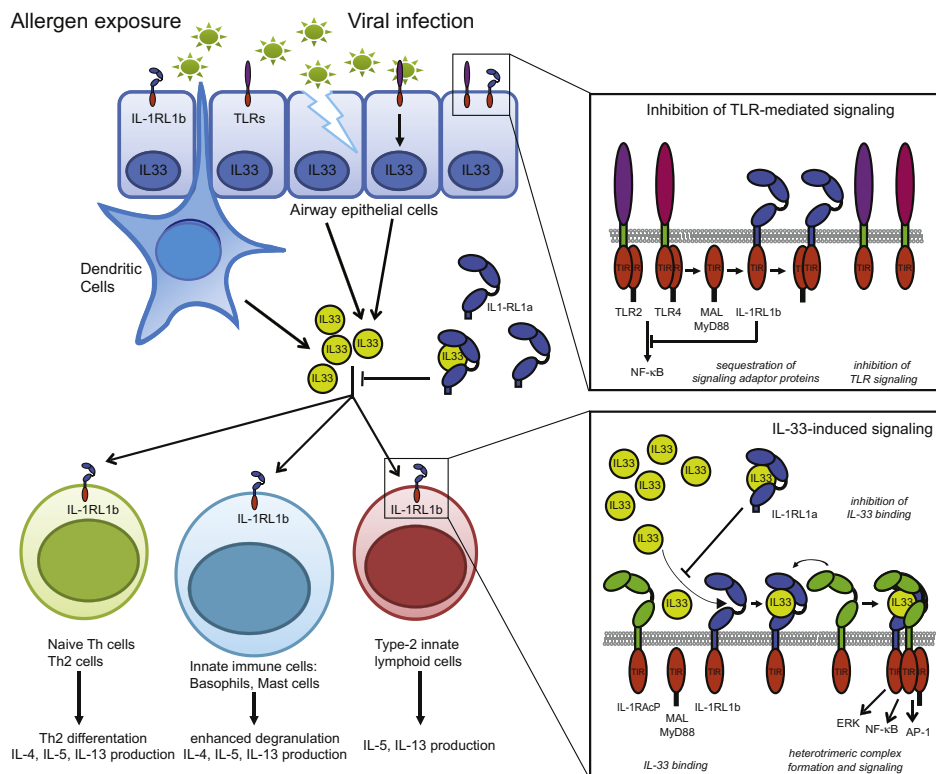 Allergen exposure
Viral infection
IL-1RL1b
TLRs
IL33
IL33
IL33
IL33
IL33
Airway epithelial cells
Dendritic
Cells
IL33
IL33
IL33
IL33
IL33
IL1-RL1a
IL-1RL1b
IL-1RL1b
IL-1RL1b
Naive Th cells
Th2 cells
Innate immune cells:
Basophils, Mast cells
Type-2 innate
lymphoid cells
Th2 differentation
IL-4, IL-5, IL-13 production
enhanced degranulation
IL-4, IL-5, IL-13 production
IL-5, IL-13 production
Inhibition of TLR-mediated signaling
TIR
R
TIR
R
TIR
TIR
TI
TIR
TIR
TIR
TLR2
TLR4
MAL
MyD88
IL-1RL1b
NF-κB
sequestration of
signaling adaptor proteins
inhibition of
TLR signaling
IL-33-induced signaling
IL33
IL33
IL33
IL33
IL33
IL33
IL33
IL-1RL1a
inhibition of
IL-33 binding
IL33
IL33
IL33
TIR
TIR
TIR
TIR
TIR
TIR
TIR
R
IL-1RAcP
MAL
MyD88
IL-1RL1b
ERK
NF-κB
AP-1
IL-33 binding
heterotrimeric complex
formation and signaling